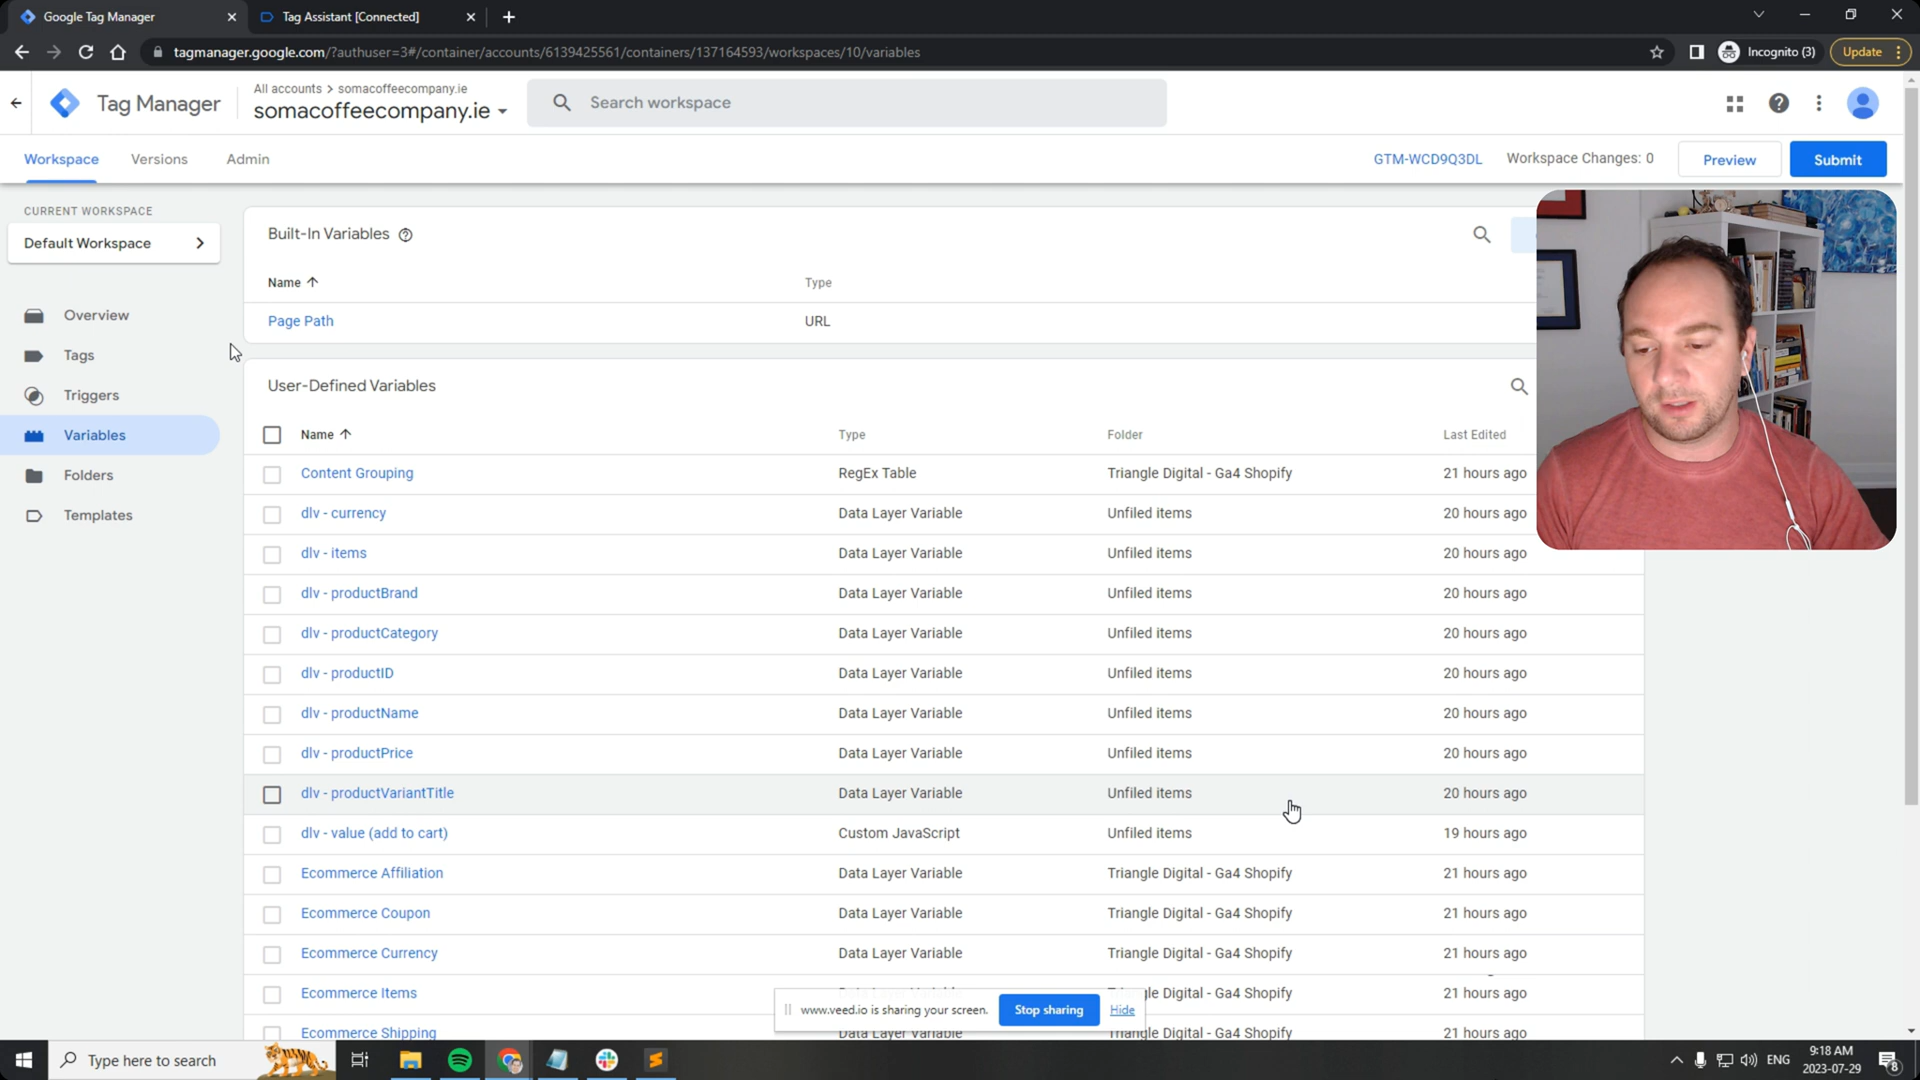 Google Tag Manager
Tag Assistant [Connected]
tagmanager.google.com/?authuser=3#/container/accounts/6139425561/containers/137164593/workspaces/10/variables
Incognito (3)
Update
Tag Manager
All accounts > somacoffeecompany.ie
somacoffeecompany.ie
Search workspace
Workspace
Versions
Admin
GTM-WCD9Q3DL
Workspace Changes: 0
Preview
Submit
CURRENT WORKSPACE
Default Workspace
Overview
Tags
Triggers
Variables
Folders
Templates
Built-In Variables
Name Type
Page Path URL
User-Defined Variables
Name Type Folder Last Edited
Content Grouping RegEx Table Triangle Digital - Ga4 Shopify 21 hours ago
dlv - currency Data Layer Variable Unfiled items 20 hours ago
dlv - items Data Layer Variable Unfiled items 20 hours ago
dlv - productBrand Data Layer Variable Unfiled items 20 hours ago
dlv - productCategory Data Layer Variable Unfiled items 20 hours ago
dlv - productID Data Layer Variable Unfiled items 20 hours ago
dlv - productName Data Layer Variable Unfiled items 20 hours ago
dlv - productPrice Data Layer Variable Unfiled items 20 hours ago
dlv - productVariantTitle Data Layer Variable Unfiled items 20 hours ago
dlv - value (add to cart) Custom JavaScript Unfiled items 19 hours ago
Ecommerce Affiliation Data Layer Variable Triangle Digital - Ga4 Shopify 21 hours ago
Ecommerce Coupon Data Layer Variable Triangle Digital - Ga4 Shopify 21 hours ago
Ecommerce Currency Data Layer Variable Triangle Digital - Ga4 Shopify 21 hours ago
Ecommerce Items gle Digital - Ga4 Shopify 21 hours ago
www.veed.io is sharing your screen. Stop sharing Hide
Ecommerce Shipping Data Layer Variable Triangle Digital - Ga4 Shopify 21 hours ago
Type here to search
ENG
9:18 AM
2023-07-29
8